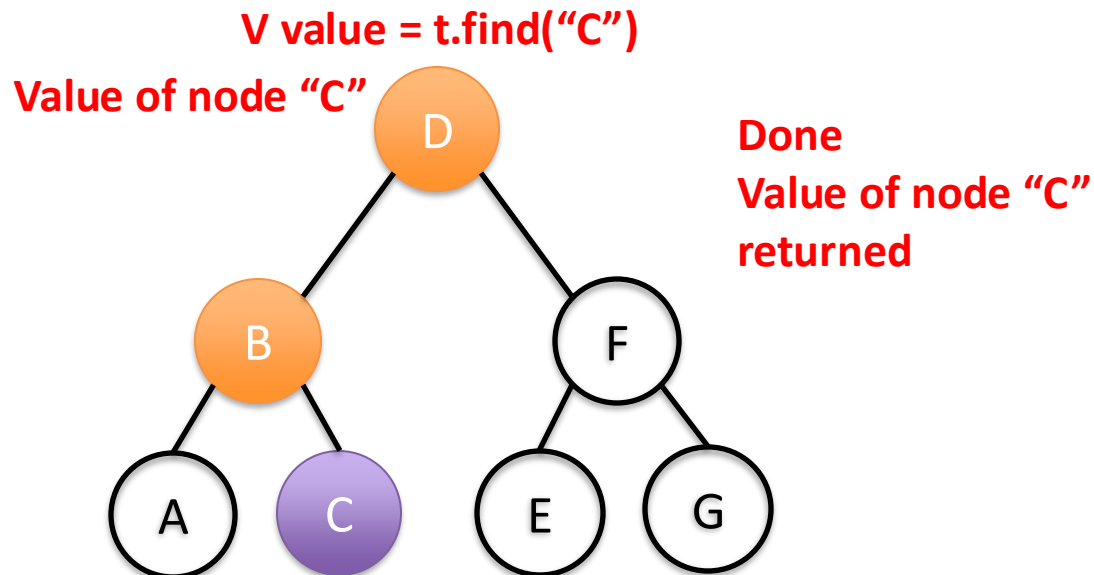 V value = t.find(“C”)
Value of node “C”
D
Done
Value of node “C”
returned
B
F
A
C
E
G